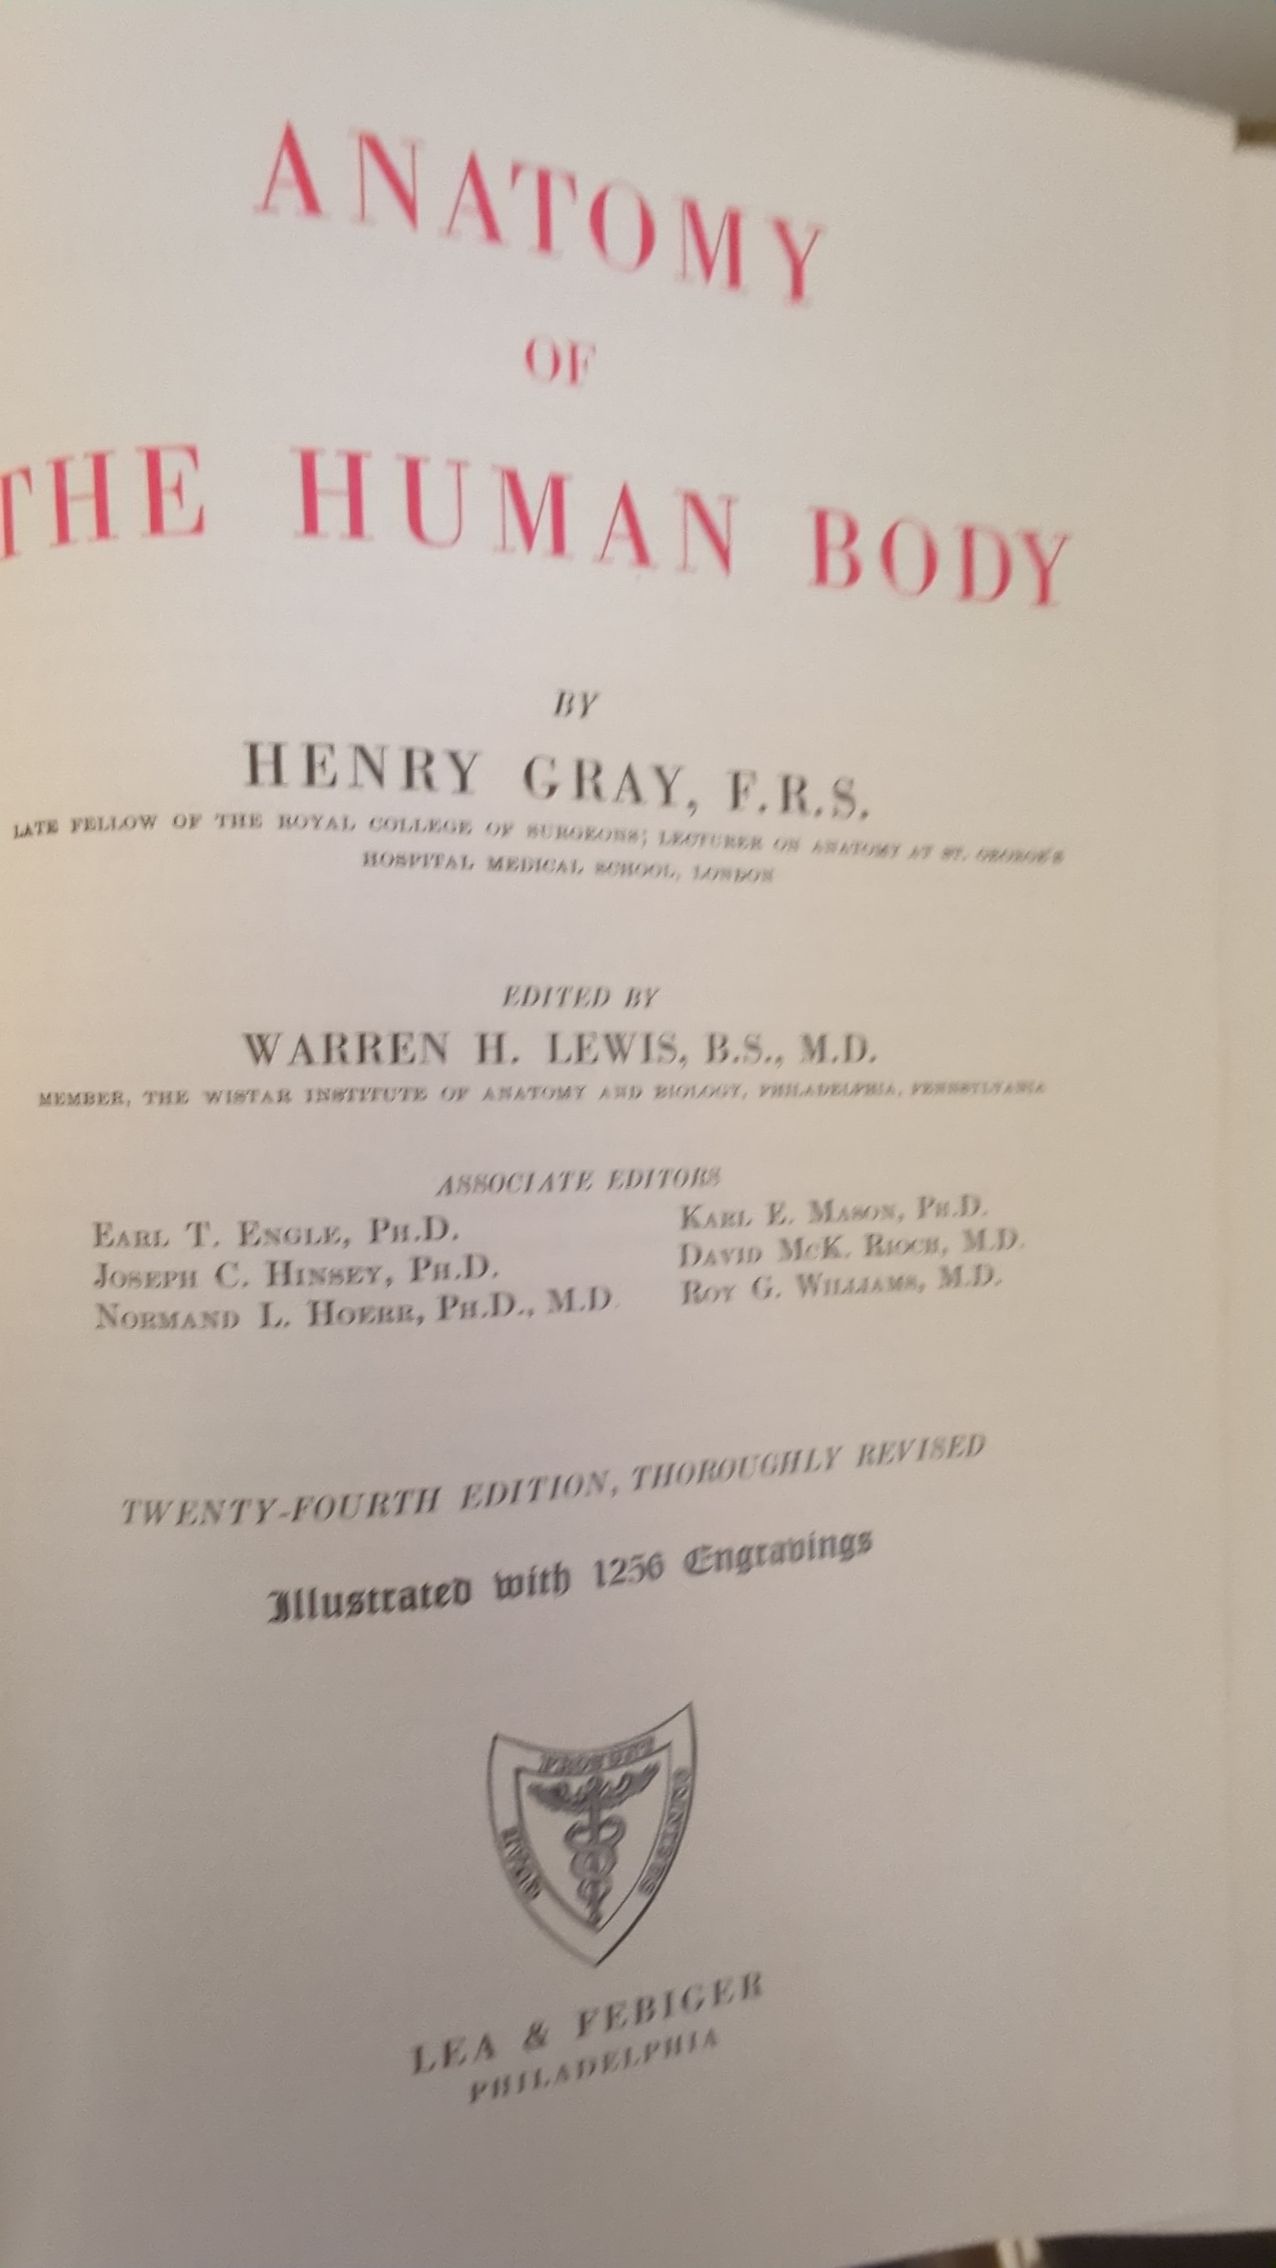 ANATOMY
OF
THE HUMAN BODY
BY
HENRY GRAY, F.R.S.
LATE FELLOW OF THE ROYAL COLLEGE OF SURGEONS; LECTURER ON ANATOMY AT ST. GEORGE'S
HOSPITAL MEDICAL SCHOOL, LONDON
EDITED BY
WARREN H. LEWIS, B.S., M.D.
MEMBER, THE WISTAR INSTITUTE OF ANATOMY AND BIOLOGY, PHILADELPHIA, PENNSYLVANIA
ASSOCIATE EDITORS
EARL T. ENGLE, PH.D.
JOSEPH C. HINSEY, PH.D.
NORMAND L. HOERR, PH.D., M.D.
KARL E. MASON, PH.D.
DAVID MCK. RIOCH, M.D.
ROY G. WILLIAMS, M.D.
TWENTY-FOURTH EDITION, THOROUGHLY REVISED
Illustrated with 1256 Engravings
PRODESSE
QUAM
CONSPICI
LEA & FEBIGER
PHILADELPHIA